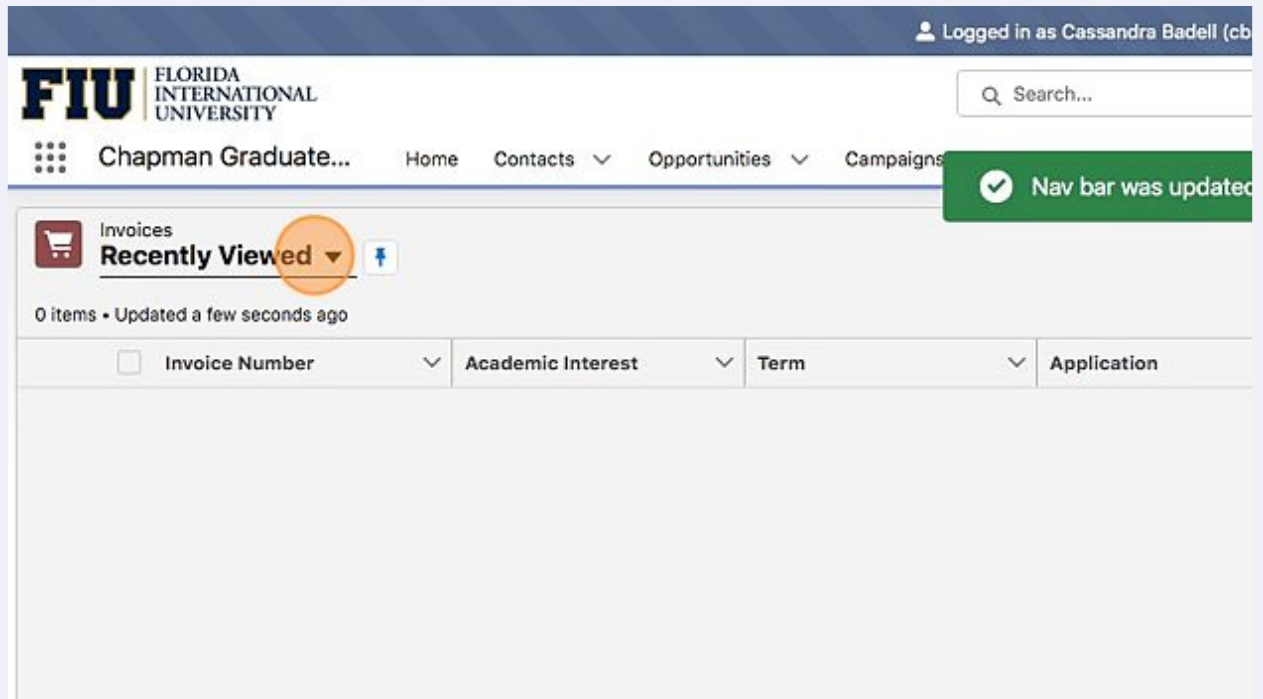 Logged in as Cassandra Badell (cb
FIU FLORIDA
INTERNATIONAL
UNIVERSITY
Search...
Chapman Graduate... Home Contacts Opportunities Campaigns
Nav bar was updated
Invoices
Recently Viewed
0 items • Updated a few seconds ago
Invoice Number Academic Interest Term Application